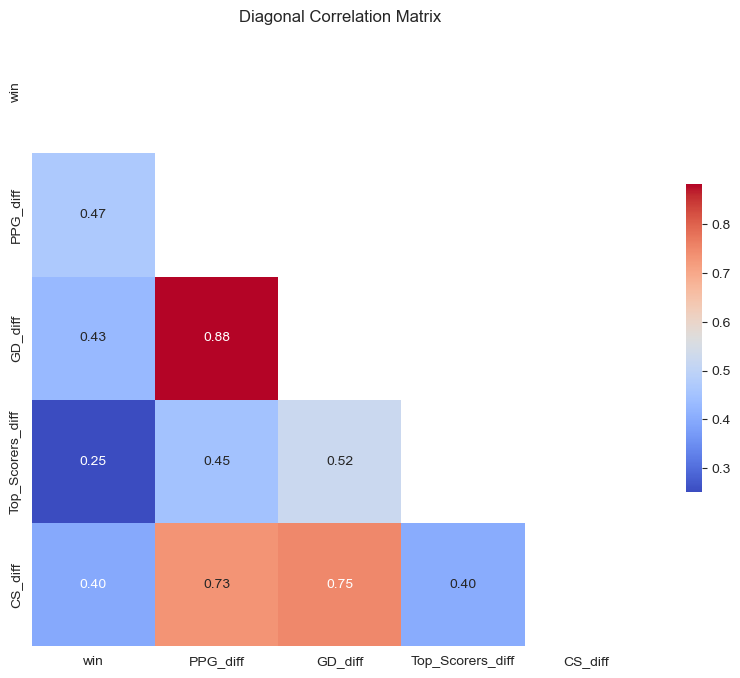 Diagonal Correlation Matrix
win
PPG_diff
0.47
GD_diff
0.43 0.88
Top_Scorers_diff
0.25 0.45 0.52
CS_diff
0.40 0.73 0.75 0.40
win PPG_diff GD_diff Top_Scorers_diff CS_diff
0.8
0.7
0.6
0.5
0.4
0.3